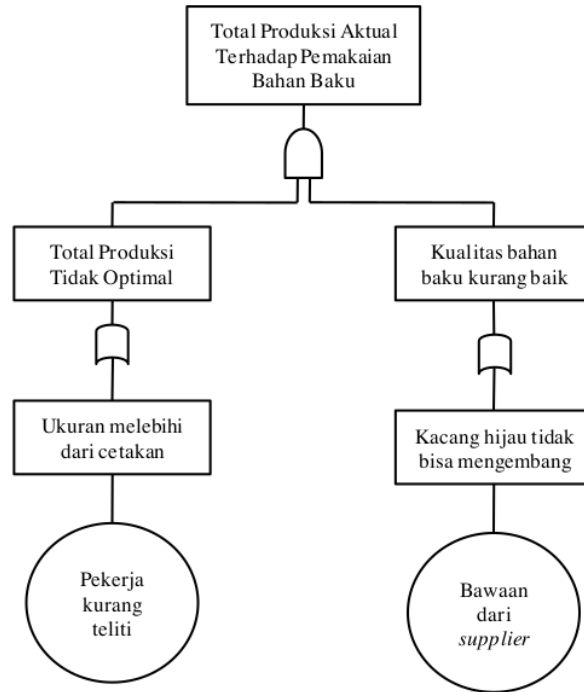 Total Produksi Aktual
Terhadap Pemakaian
Bahan Baku
Total Produksi
Tidak Optimal
Kualitas bahan
baku kurang baik
Ukuran melebihi
dari cetakan
Kacang hijau tidak
bisa mengembang
Pekerja
kurang
teliti
Bawaan
dari
supplier